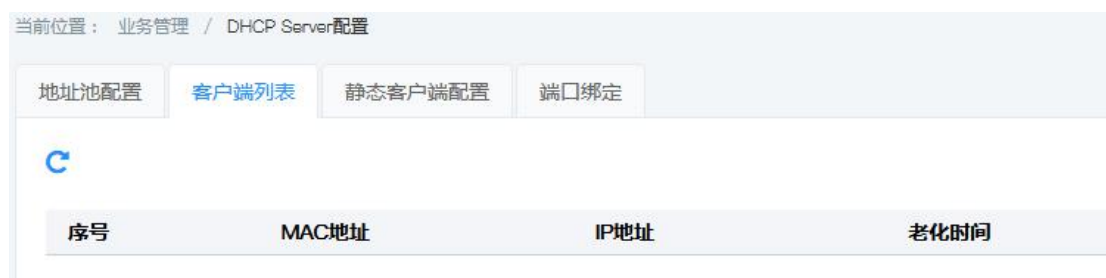 当前位置： 业务管理 / DHCP Server配置
地址池配置 客户端列表 静态客户端配置 端口绑定
序号 MAC地址 IP地址 老化时间